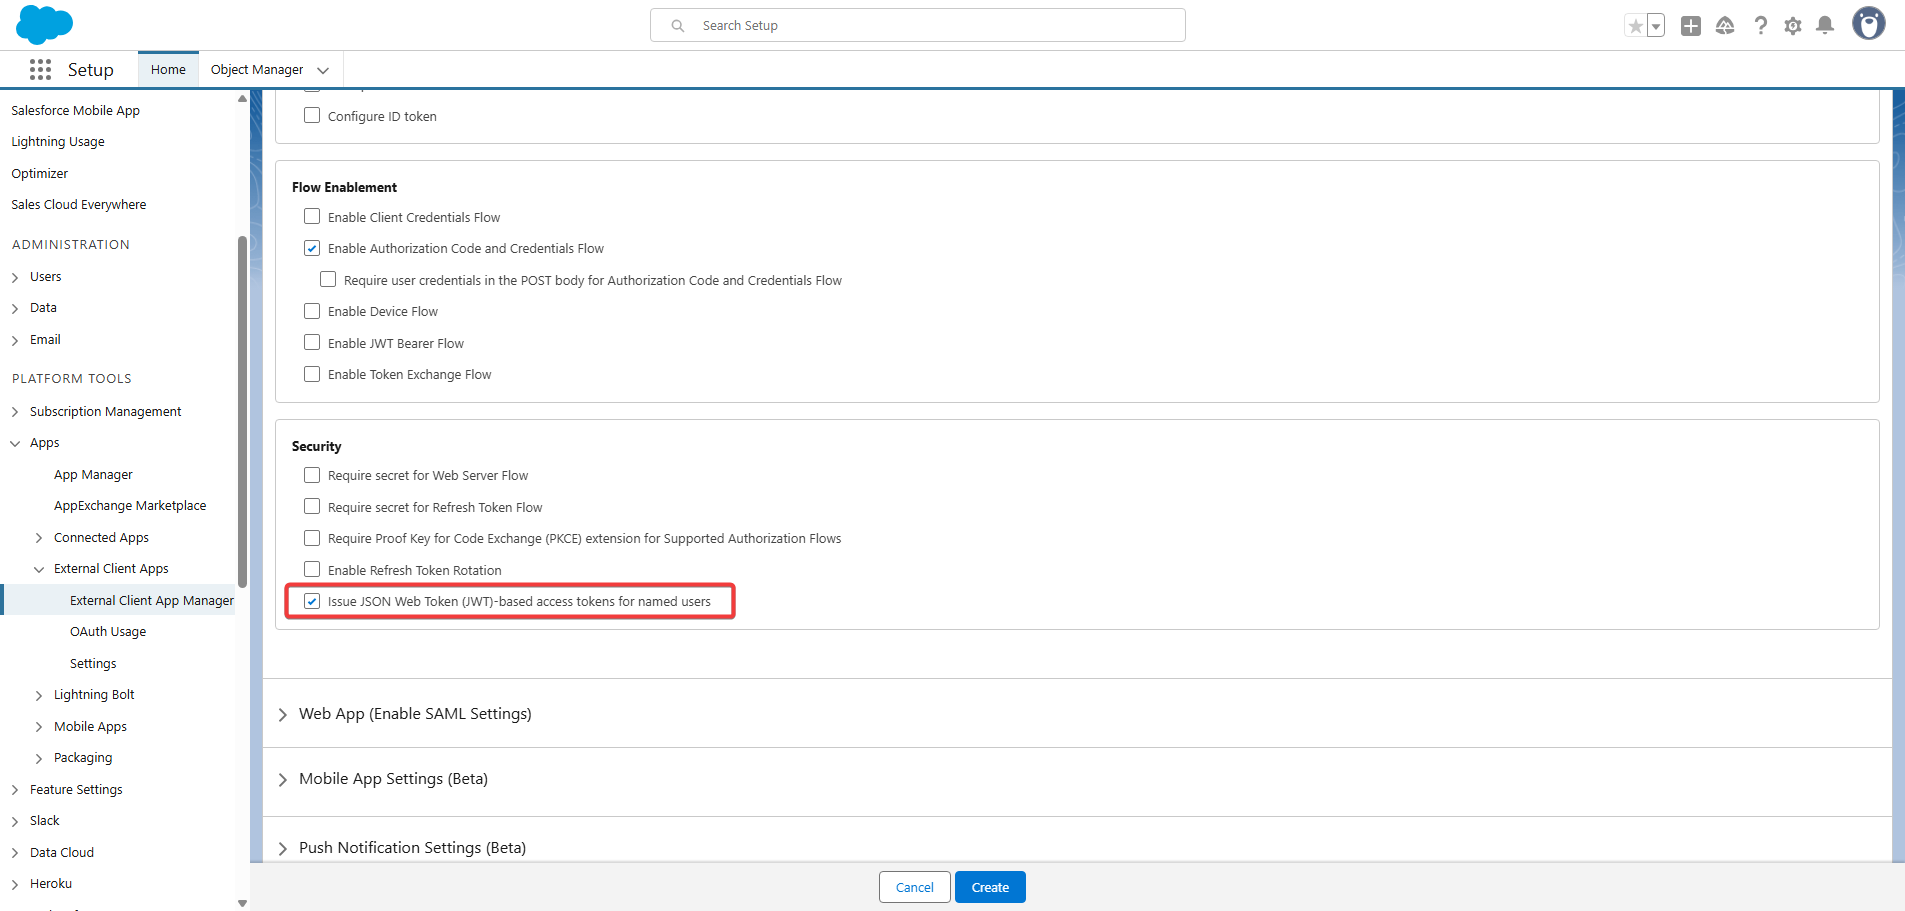 Search Setup
Setup
Home
Object Manager
Salesforce Mobile App
Lightning Usage
Optimizer
Sales Cloud Everywhere
ADMINISTRATION
Users
Data
Email
PLATFORM TOOLS
Subscription Management
Apps
App Manager
AppExchange Marketplace
Connected Apps
External Client Apps
External Client App Manager
OAuth Usage
Settings
Lightning Bolt
Mobile Apps
Packaging
Feature Settings
Slack
Data Cloud
Heroku
Configure ID token
Flow Enablement
Enable Client Credentials Flow
Enable Authorization Code and Credentials Flow
Require user credentials in the POST body for Authorization Code and Credentials Flow
Enable Device Flow
Enable JWT Bearer Flow
Enable Token Exchange Flow
Security
Require secret for Web Server Flow
Require secret for Refresh Token Flow
Require Proof Key for Code Exchange (PKCE) extension for Supported Authorization Flows
Enable Refresh Token Rotation
Issue JSON Web Token (JWT)-based access tokens for named users
Web App (Enable SAML Settings)
Mobile App Settings (Beta)
Push Notification Settings (Beta)
Cancel
Create